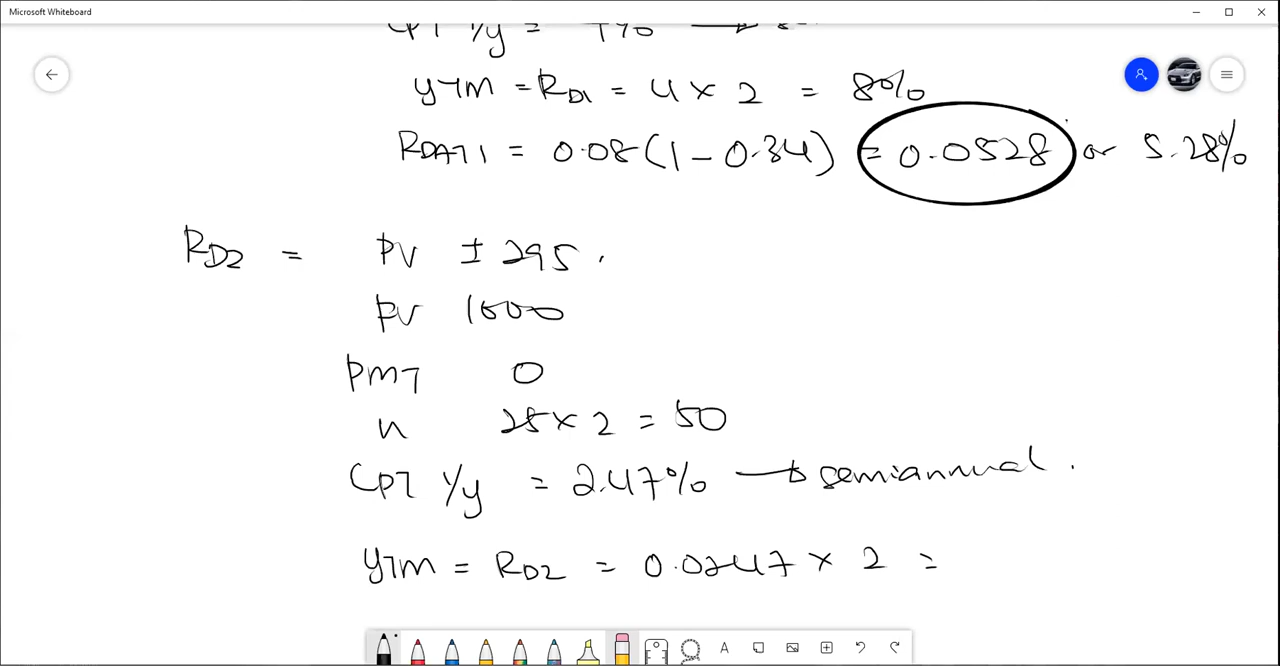 Microsoft Whiteboard
CPT I/Y =
YTM = RD1 = 4 × 2 = 8%
RDAT1 = 0.08(1 - 0.34) = 0.0528 or 5.28%
RD2 = PV ± 295.
PV 1000
PMT 0
n 25 × 2 = 50
CPT I/Y = 2.47% → semiannual.
YTM = RD2 = 0.0247 × 2 =
A